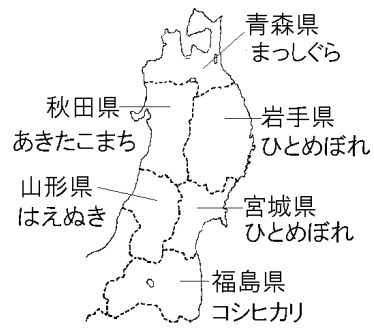 青森県
まっしぐら
秋田県
あきたこまち
岩手県
ひとめぼれ
山形県
はえぬき
宮城県
ひとめぼれ
福島県
コシヒカリ